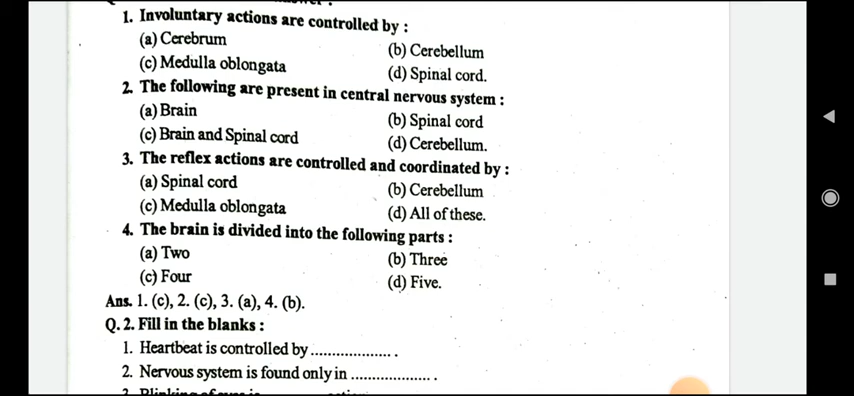 1. Involuntary actions are controlled by :
(a) Cerebrum
(b) Cerebellum
(c) Medulla oblongata
(d) Spinal cord.
2. The following are present in central nervous system :
(a) Brain
(b) Spinal cord
(c) Brain and Spinal cord
(d) Cerebellum.
3. The reflex actions are controlled and coordinated by :
(a) Spinal cord
(b) Cerebellum
(c) Medulla oblongata
(d) All of these.
4. The brain is divided into the following parts :
(a) Two
(b) Three
(c) Four
(d) Five.
Ans. 1. (c), 2. (c), 3. (a), 4. (b).
Q. 2. Fill in the blanks :
1. Heartbeat is controlled by .................... .
2. Nervous system is found only in .................... .